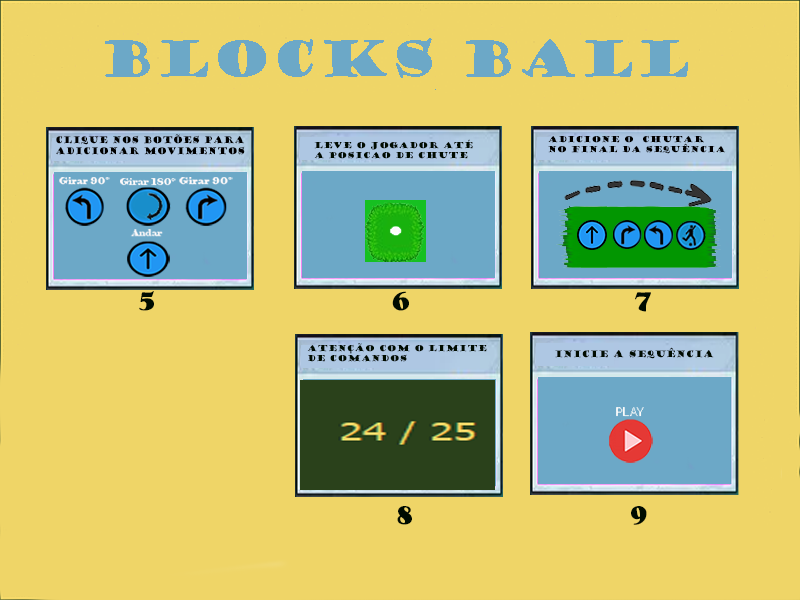 BLOCKS BALL
CLIQUE NOS BOTÕES PARA
ADICIONAR MOVIMENTOS
Girar 90° Girar 180° Girar 90°
Andar
5
LEVE O JOGADOR ATÉ
A POSICAO DE CHUTE
6
ADICIONE O CHUTAR
NO FINAL DA SEQUÊNCIA
7
ATENÇÃO COM O LIMITE
DE COMANDOS
24 / 25
8
INICIE A SEQUÊNCIA
PLAY
9